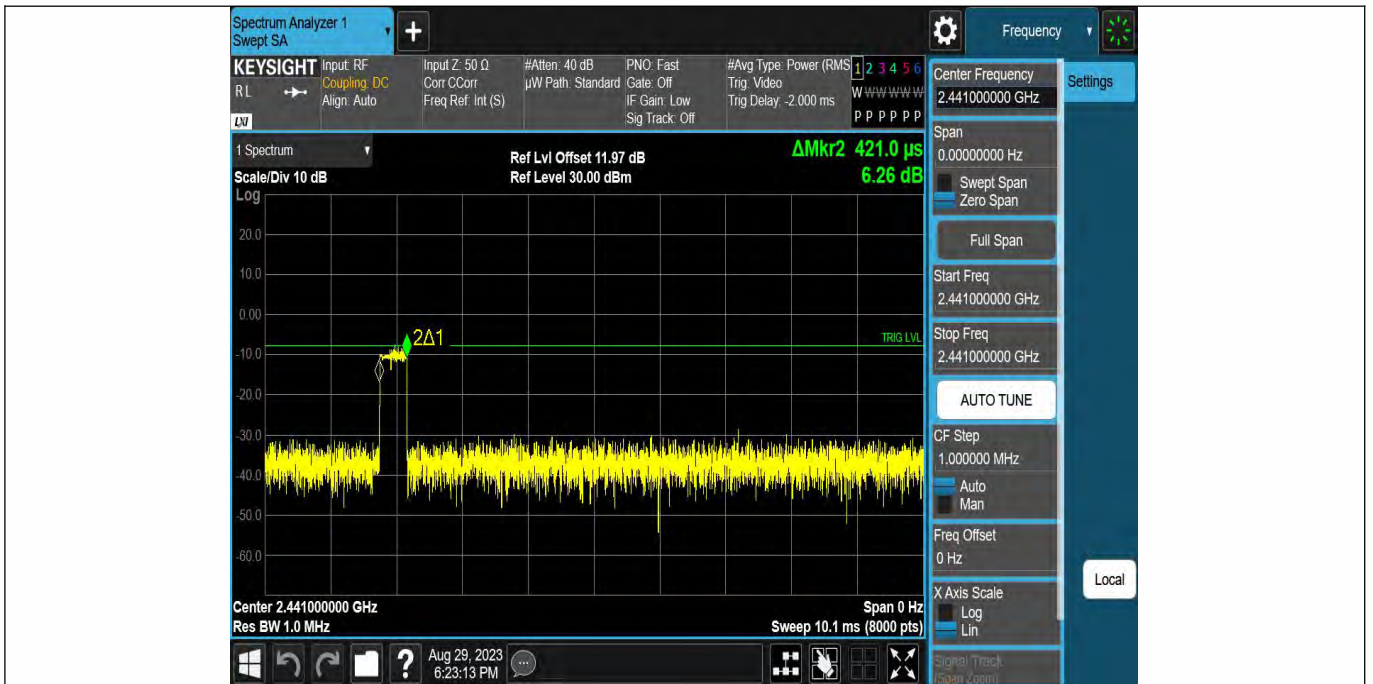 Spectrum Analyzer 1
Swept SA
+
Frequency
KEYSIGHT
RL
LXI
Input: RF
Coupling: DC
Align: Auto
Input Z: 50 Ω
Corr CCorr
Freq Ref: Int (S)
#Atten: 40 dB
µW Path: Standard
PNO: Fast
Gate: Off
IF Gain: Low
Sig Track: Off
#Avg Type: Power (RMS
Trig: Video
Trig Delay: -2.000 ms
1 2 3 4 5 6
W W W W W W
P P P P P P
1 Spectrum
Scale/Div 10 dB
Log
Ref Lvl Offset 11.97 dB
Ref Level 30.00 dBm
ΔMkr2 421.0 µs
6.26 dB
20.0
10.0
0.00
-10.0
-20.0
-30.0
-40.0
-50.0
-60.0
2Δ1
TRIG LVL
Center 2.441000000 GHz
Res BW 1.0 MHz
Span 0 Hz
Sweep 10.1 ms (8000 pts)
Center Frequency
2.441000000 GHz
Settings
Span
0.00000000 Hz
Swept Span
Zero Span
Full Span
Start Freq
2.441000000 GHz
Stop Freq
2.441000000 GHz
AUTO TUNE
CF Step
1.000000 MHz
Auto
Man
Freq Offset
0 Hz
X Axis Scale
Log
Lin
Signal Track
(Span Zoom)
Local
?
Aug 29, 2023
6:23:13 PM